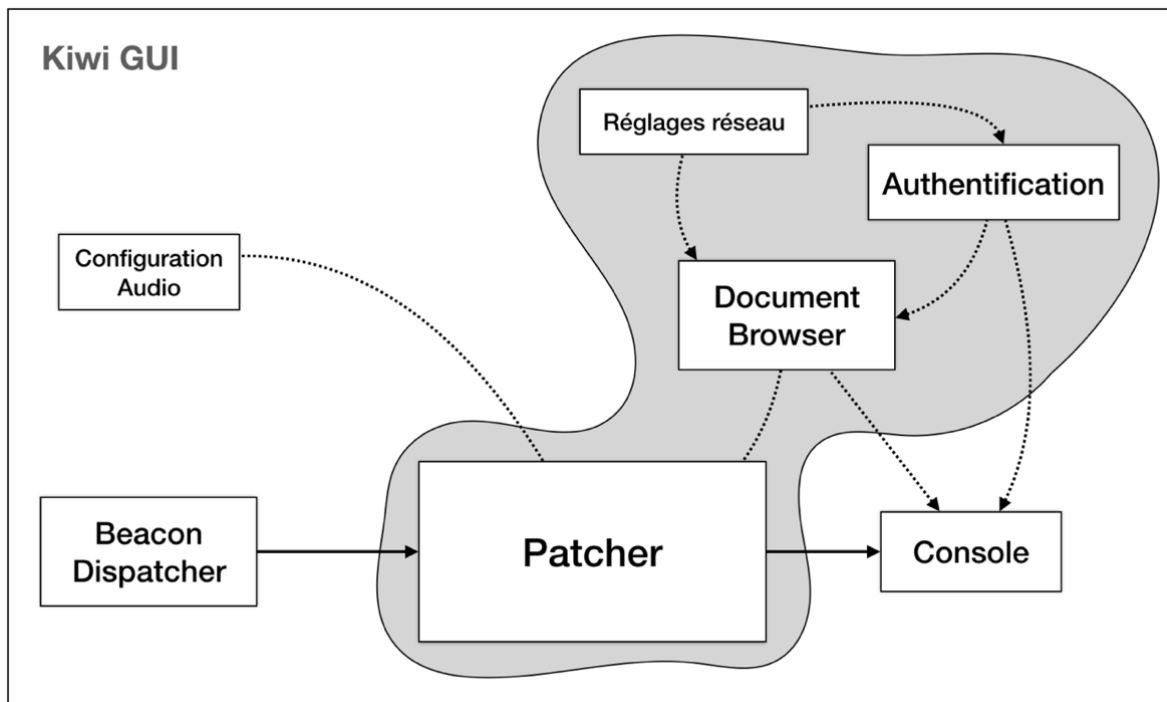 Kiwi GUI
Réglages réseau
Authentification
Configuration
Audio
Document
Browser
Beacon
Dispatcher
Patcher
Console